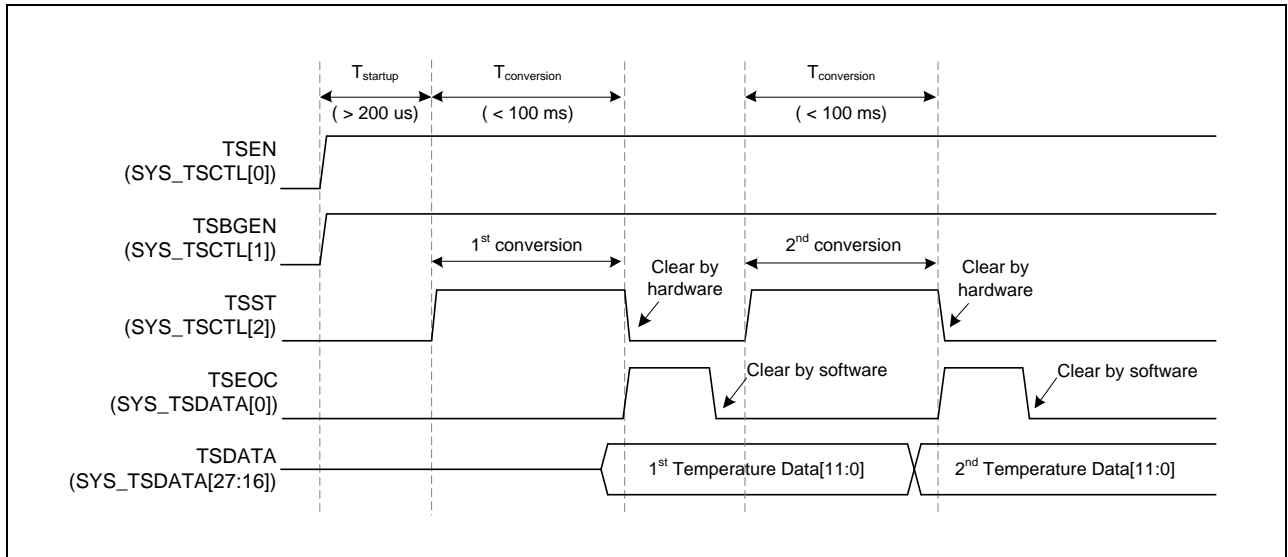 Tstartup
Tconversion
Tconversion
( > 200 us)
( < 100 ms)
( < 100 ms)
TSEN
(SYS_TSCTL[0])
TSBGEN
(SYS_TSCTL[1])
1st conversion
2nd conversion
Clear by
hardware
Clear by
hardware
TSST
(SYS_TSCTL[2])
TSEOC
(SYS_TSDATA[0])
Clear by software
Clear by software
TSDATA
(SYS_TSDATA[27:16])
1st Temperature Data[11:0]
2nd Temperature Data[11:0]